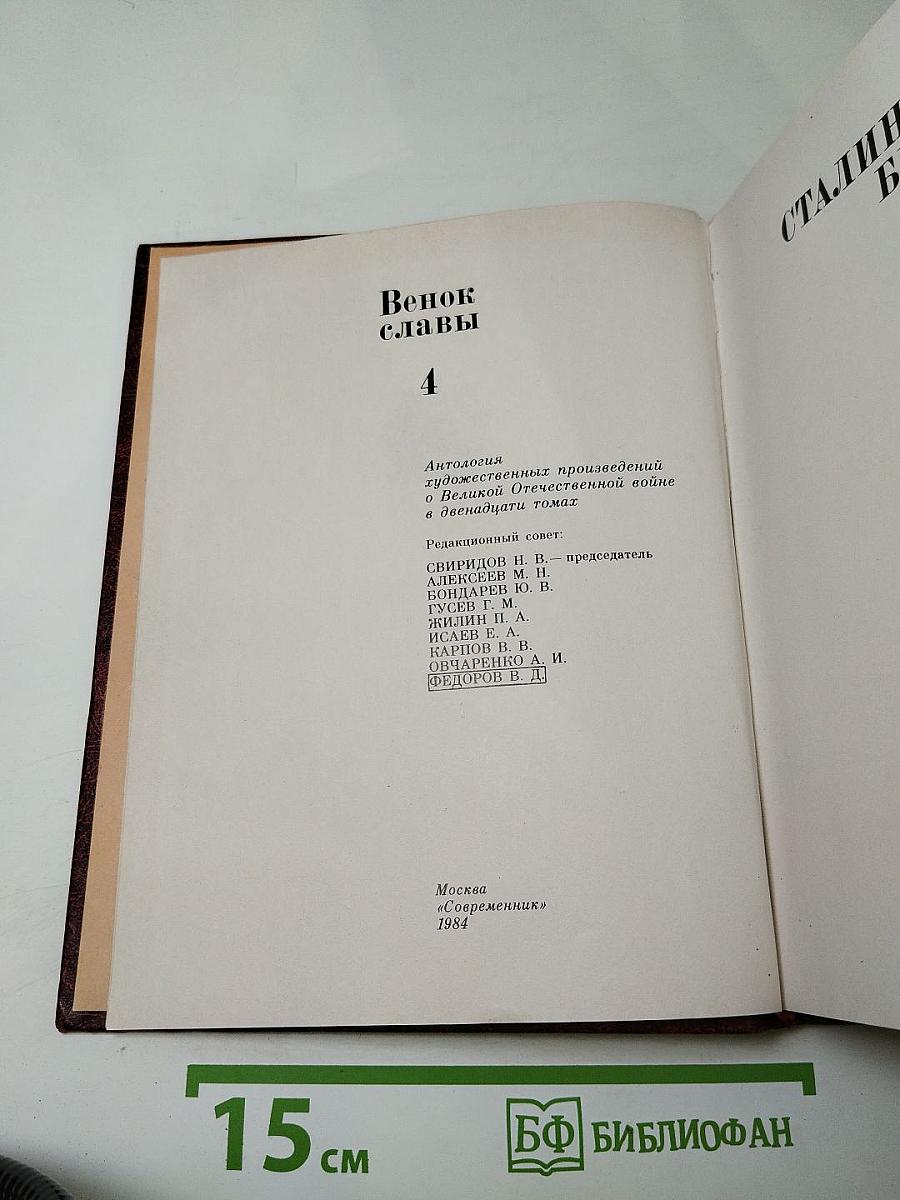 Венок
славы
4
Антология
художественных произведений
о Великой Отечественной войне
в двенадцати томах
Редакционный совет:
СВИРИДОВ Н. В.— председатель
АЛЕКСЕЕВ М. Н.
БОНДАРЕВ Ю. В.
ГУСЕВ Г. М.
ЖИЛИН П. А.
ИСАЕВ Е. А.
КАРПОВ В. В.
ОВЧАРЕНКО А. И.
ФЕДОРОВ В. Д.
Москва
«Современник»
1984
СТАЛИН
15 см
БФ БИБЛИОФАН